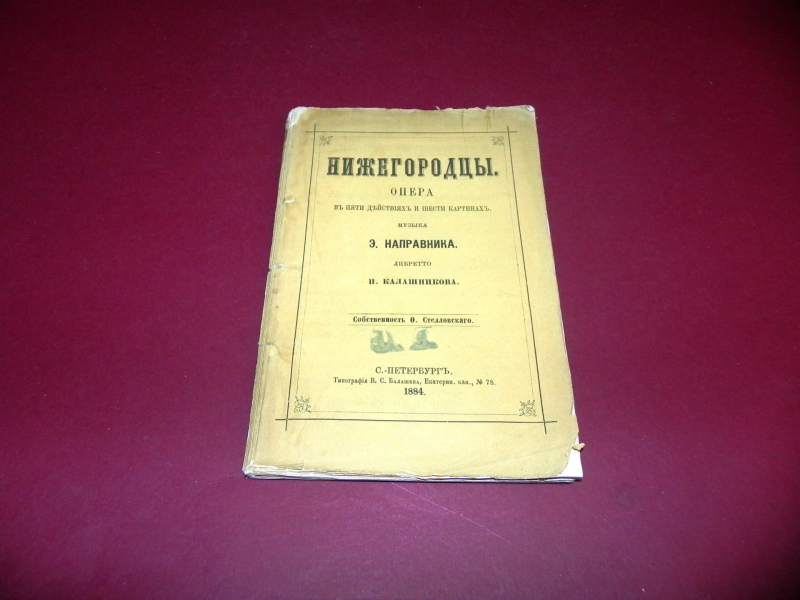 НИЖЕГОРОДЦЫ.
ОПЕРА
ВЪ ПЯТИ ДѢЙСТВІЯХЪ И ШЕСТИ КАРТИНАХЪ.
МУЗЫКА
Э. НАПРАВНИКА.
ЛИБРЕТТО
П. КАЛАШНИКОВА.
Собственность Ѳ. Стелловскаго.
С.-ПЕТЕРБУРГЪ.
Типографія В. С. Балашева, Екатерин. кан., № 78.
1884.